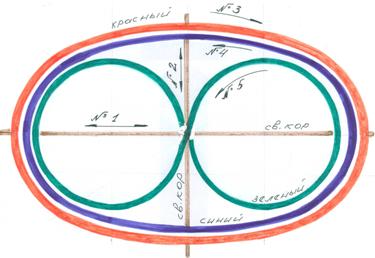 красный
№3
№4
№2
№5
№1
св.кор
зеленый
св.кор
синий